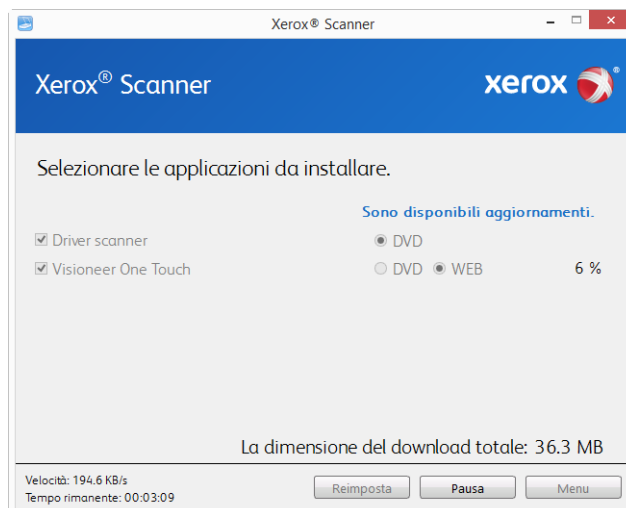 Xerox® Scanner
Xerox® Scanner
xerox®
Selezionare le applicazioni da installare.
Sono disponibili aggiornamenti.
Driver scanner DVD
Visioneer One Touch DVD WEB 6 %
La dimensione del download totale: 36.3 MB
Velocità: 194.6 KB/s
Tempo rimanente: 00:03:09
Reimposta Pausa Menu